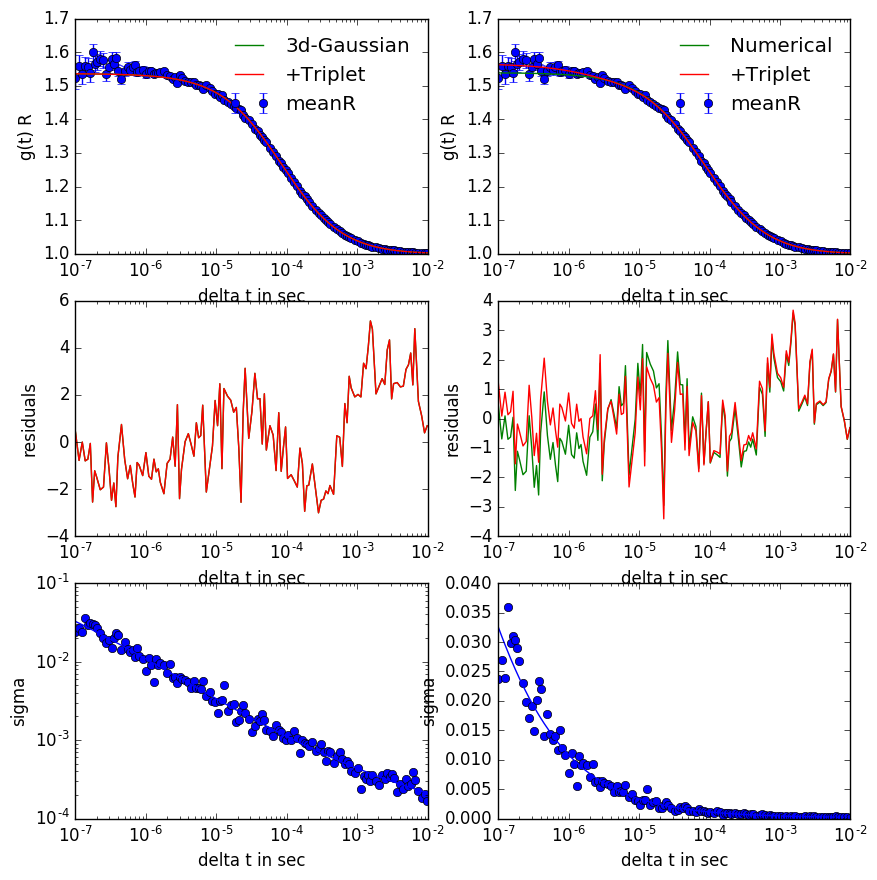 1.7
1.6
1.5
1.4
1.3
1.2
1.1
1.0
g(t) R
3d-Gaussian
+Triplet
meanR
10^-7 10^-6 10^-5 10^-4 10^-3 10^-2
delta t in sec
1.7
1.6
1.5
1.4
1.3
1.2
1.1
1.0
g(t) R
Numerical
+Triplet
meanR
10^-7 10^-6 10^-5 10^-4 10^-3 10^-2
delta t in sec
6
4
2
0
−2
−4
residuals
10^-7 10^-6 10^-5 10^-4 10^-3 10^-2
delta t in sec
4
3
2
1
0
−1
−2
−3
−4
residuals
10^-7 10^-6 10^-5 10^-4 10^-3 10^-2
delta t in sec
10^-1
10^-2
10^-3
10^-4
sigma
10^-7 10^-6 10^-5 10^-4 10^-3 10^-2
delta t in sec
0.040
0.035
0.030
0.025
0.020
0.015
0.010
0.005
0.000
sigma
10^-7 10^-6 10^-5 10^-4 10^-3 10^-2
delta t in sec